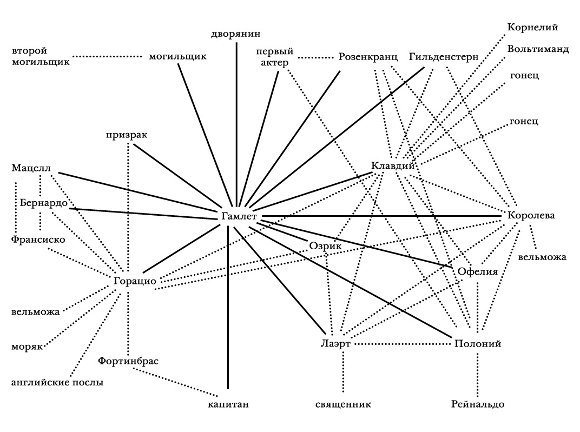 дворянин
Корнелий
второй
могильщик
могильщик
первый
актер
Розенкранц
Гильденстерн
Вольтиманд
гонец
гонец
призрак
Клавдий
Мацелл
Бернардо
Гамлет
Королева
Франсиско
Озрик
вельможа
Горацио
Офелия
вельможа
моряк
Лаэрт
Полоний
Фортинбрас
английские послы
капитан
священник
Рейнальдо